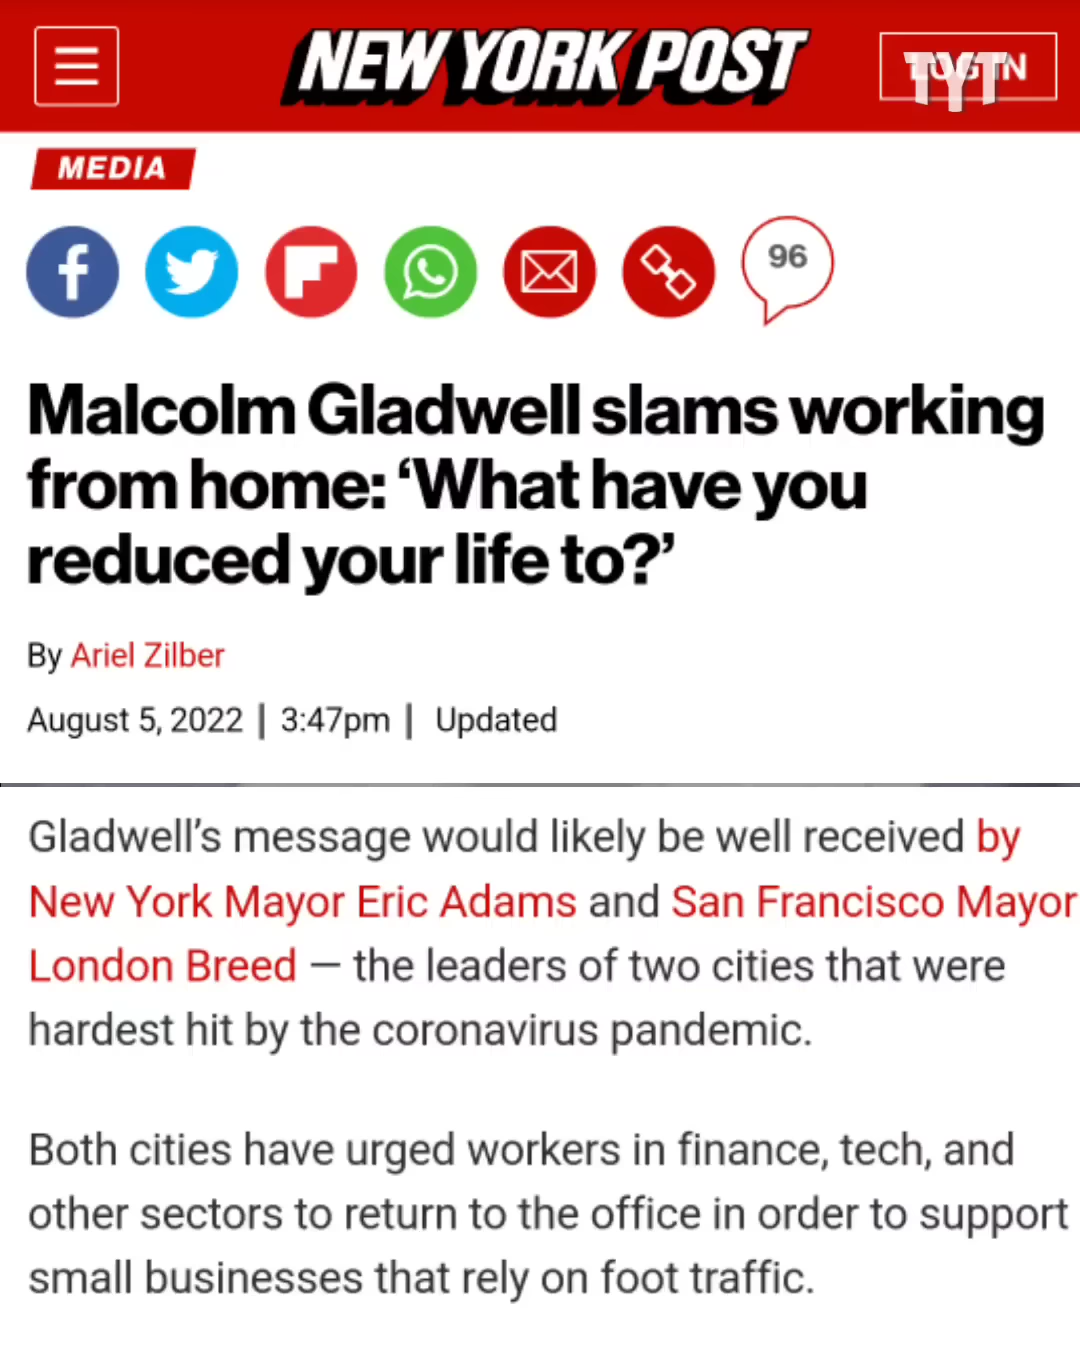 NEW YORK POST
LOG IN
TYT
MEDIA
96
Malcolm Gladwell slams working
from home: ‘What have you
reduced your life to?’
By Ariel Zilber
August 5, 2022 | 3:47pm | Updated
Gladwell’s message would likely be well received by
New York Mayor Eric Adams and San Francisco Mayor
London Breed — the leaders of two cities that were
hardest hit by the coronavirus pandemic.
Both cities have urged workers in finance, tech, and
other sectors to return to the office in order to support
small businesses that rely on foot traffic.